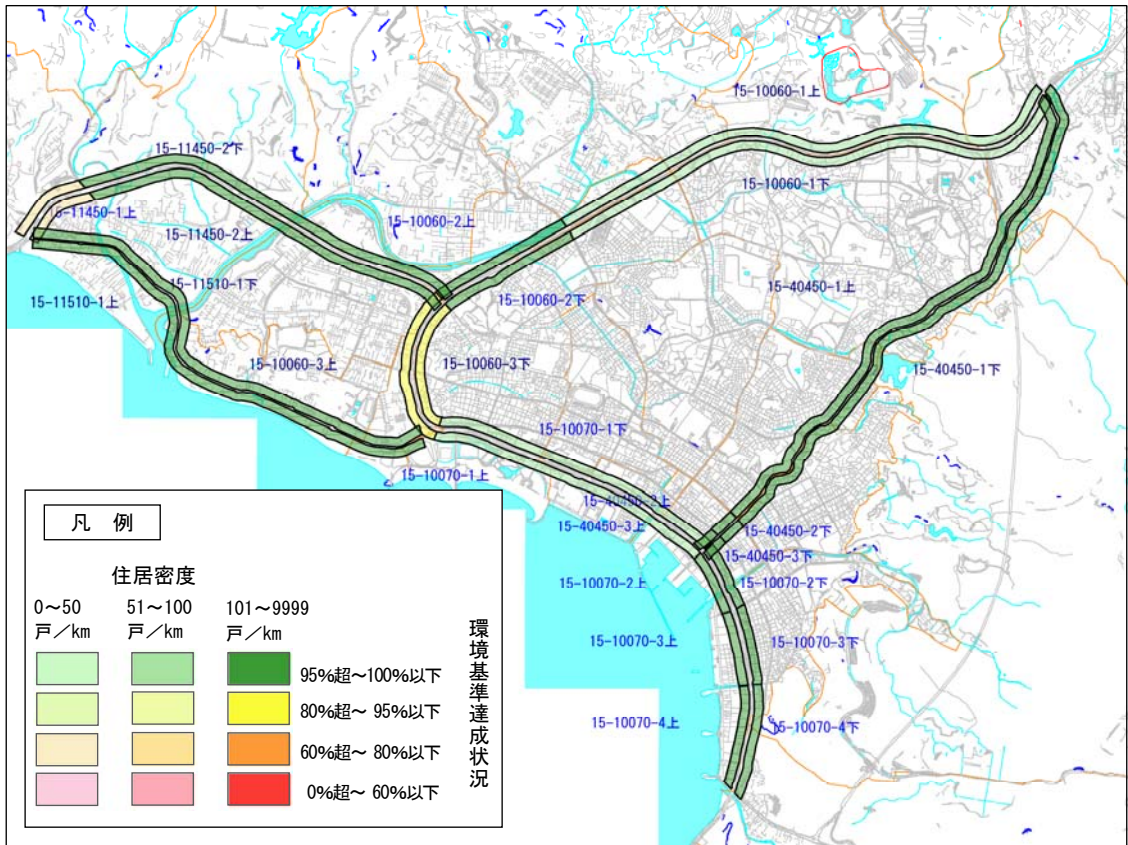 15-10060-1上
15-11450-2下
15-10060-1下
15-11450-1上
15-10060-2上
15-11450-2上
15-11510-1下
15-40450-1上
15-11510-1上
15-10060-2下
15-10060-3上
15-10060-3下
15-40450-1下
15-10070-1下
15-10070-1上
15-40450-2上
15-40450-3上
15-40450-2下
15-40450-3下
15-10070-2上
15-10070-2下
15-10070-3上
15-10070-3下
15-10070-4上
15-10070-4下
凡 例
住居密度
0~50
戸/km
51~100
戸/km
101~9999
戸/km
95%超~100%以下
80%超~ 95%以下
60%超~ 80%以下
0%超~ 60%以下
環境基準達成状況